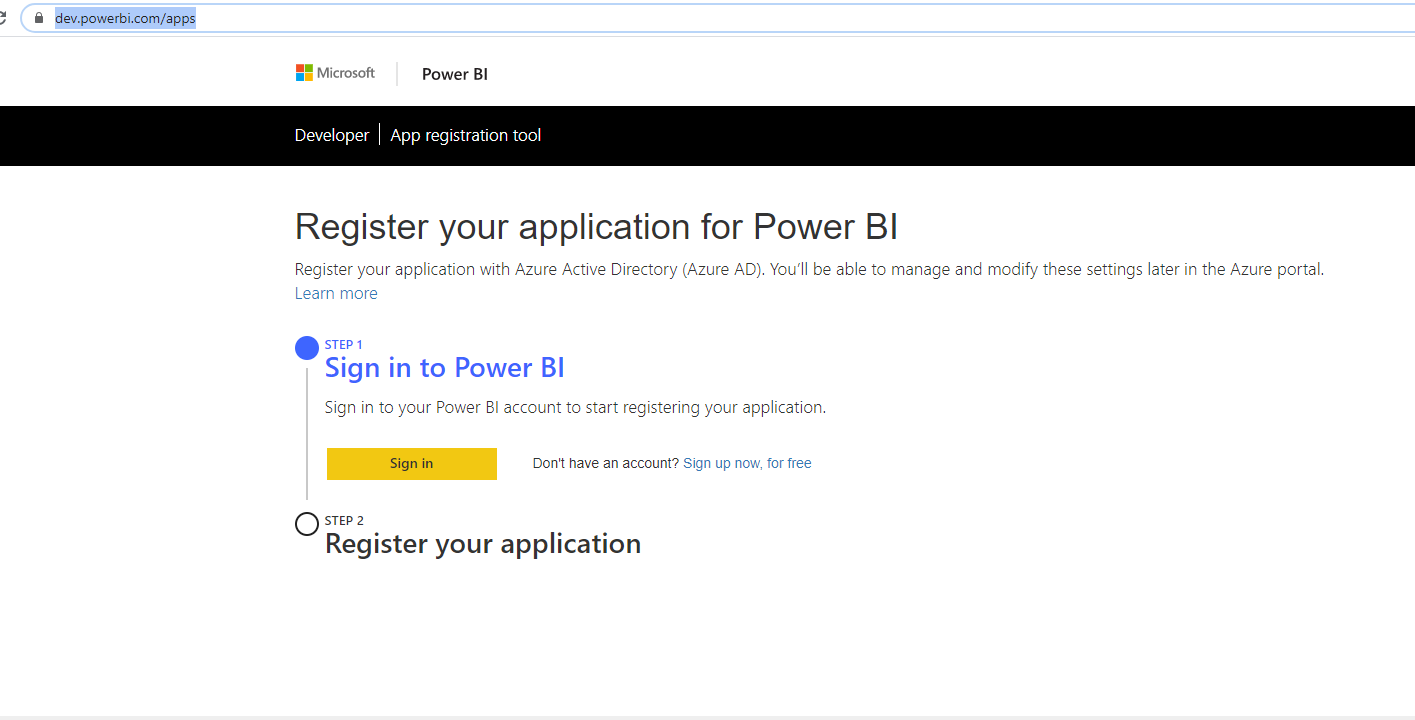 dev.powerbi.com/apps
Microsoft Power BI
Developer App registration tool
Register your application for Power BI
Register your application with Azure Active Directory (Azure AD). You’ll be able to manage and modify these settings later in the Azure portal.
Learn more
STEP 1
Sign in to Power BI
Sign in to your Power BI account to start registering your application.
Sign in Don't have an account? Sign up now, for free
STEP 2
Register your application